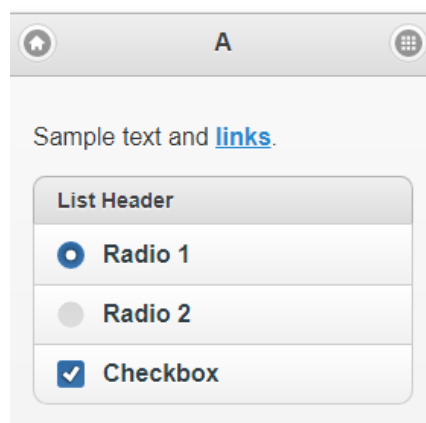 A
Sample text and links.
List Header
Radio 1
Radio 2
Checkbox